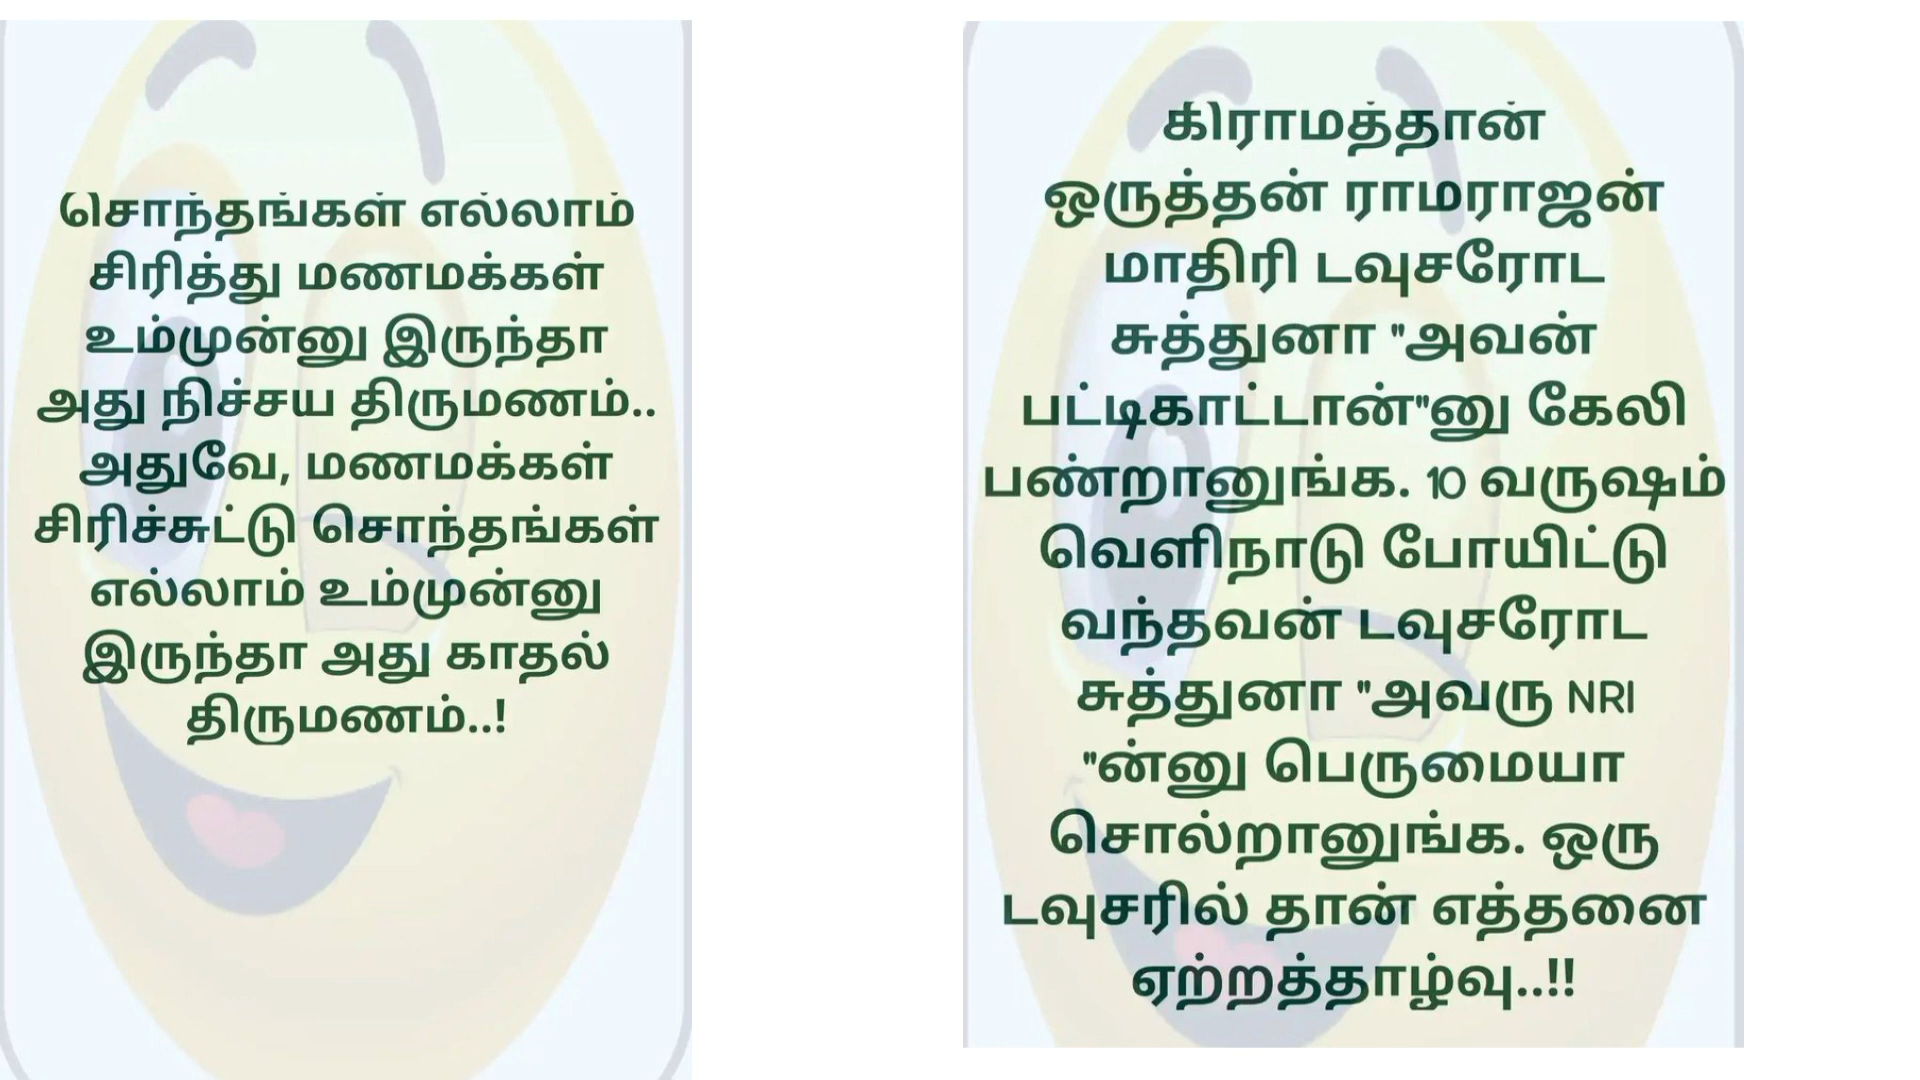 சொந்தங்கள் எல்லாம்
சிரித்து மணமக்கள்
உம்முன்னு இருந்தா
அது நிச்சய திருமணம்..
அதுவே, மணமக்கள்
சிரிச்சுட்டு சொந்தங்கள்
எல்லாம் உம்முன்னு
இருந்தா அது காதல்
திருமணம்..!
கிராமத்தான்
ஒருத்தன் ராமராஜன்
மாதிரி டவுசரோட
சுத்துனா "அவன்
பட்டிகாட்டான்"னு கேலி
பண்றானுங்க. 10 வருஷம்
வெளிநாடு போயிட்டு
வந்தவன் டவுசரோட
சுத்துனா "அவரு NRI
"ன்னு பெருமையா
சொல்றானுங்க. ஒரு
டவுசரில் தான் எத்தனை
ஏற்றத்தாழ்வு..!!